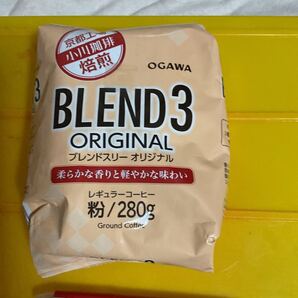 京都工
小川珈琲
焙煎
OGAWA
BLEND3
ORIGINAL
ブレンドスリー オリジナル
柔らかな香りと軽やかな味わい
レギュラーコーヒー
粉/280g
Ground Coffee
3